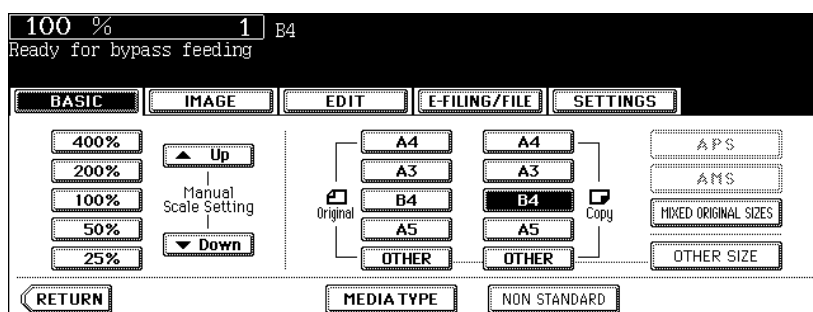 100 % 1 B4
Ready for bypass feeding
BASIC IMAGE EDIT E-FILING/FILE SETTINGS
400% Up A4 A4 APS
200% A3 A3 AMS
100% Manual Scale Setting Original B4 B4 Copy MIXED ORIGINAL SIZES
50% Down A5 A5
25% OTHER OTHER OTHER SIZE
RETURN MEDIA TYPE NON STANDARD